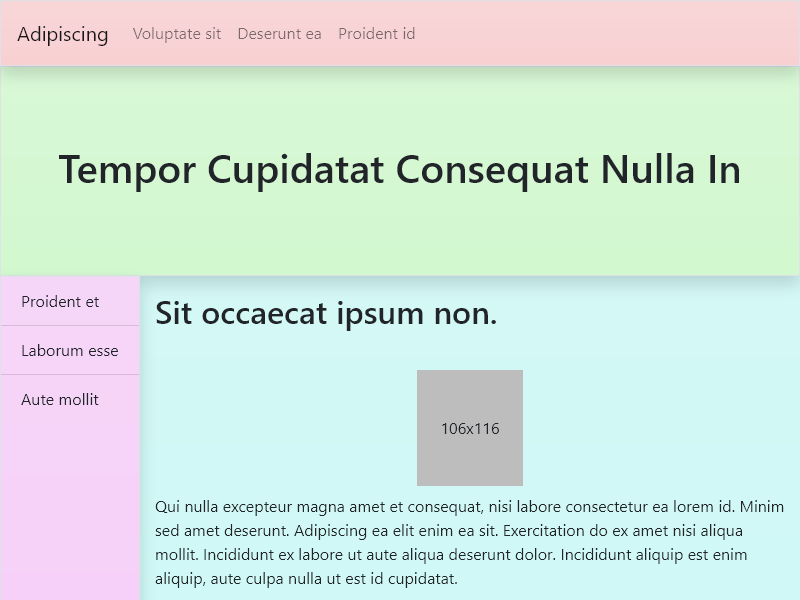 Adipiscing Voluptate sit Deserunt ea Proident id
Tempor Cupidatat Consequat Nulla In
Proident et
Laborum esse
Aute mollit
Sit occaecat ipsum non.
106x116
Qui nulla excepteur magna amet et consequat, nisi labore consectetur ea lorem id. Minim
sed amet deserunt. Adipiscing ea elit enim ea sit. Exercitation do ex amet nisi aliqua
mollit. Incididunt ex labore ut aute aliqua deserunt dolor. Incididunt aliquip est enim
aliquip, aute culpa nulla ut est id cupidatat.